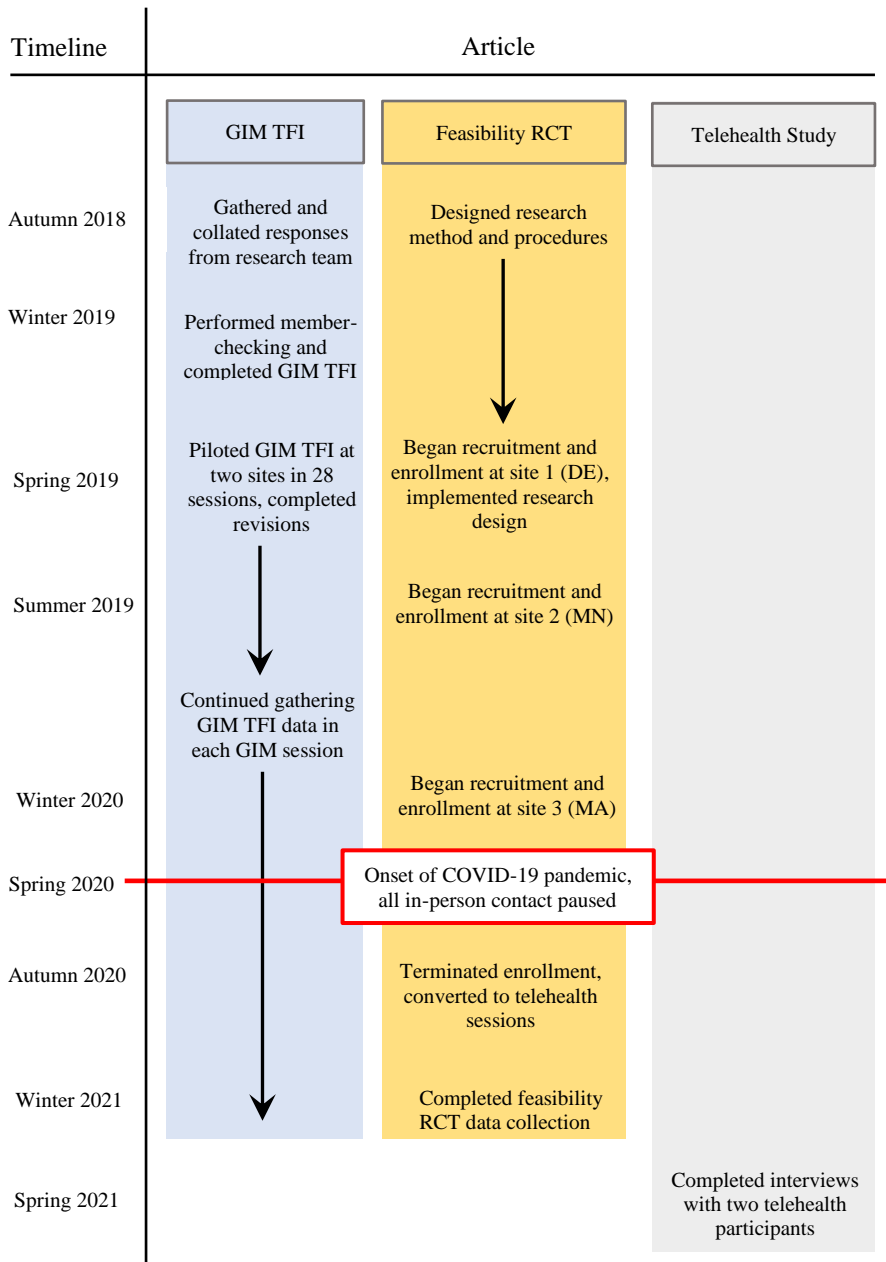 Timeline
Article
GIM TFI
Feasibility RCT
Telehealth Study
Autumn 2018
Gathered and
collated responses
from research team
Designed research
method and procedures
Winter 2019
Performed member-
checking and
completed GIM TFI
Spring 2019
Piloted GIM TFI at
two sites in 28
sessions, completed
revisions
Began recruitment and
enrollment at site 1 (DE),
implemented research
design
Summer 2019
Began recruitment and
enrollment at site 2 (MN)
Continued gathering
GIM TFI data in
each GIM session
Winter 2020
Began recruitment and
enrollment at site 3 (MA)
Spring 2020
Onset of COVID-19 pandemic,
all in-person contact paused
Autumn 2020
Terminated enrollment,
converted to telehealth
sessions
Winter 2021
Completed feasibility
RCT data collection
Spring 2021
Completed interviews
with two telehealth
participants